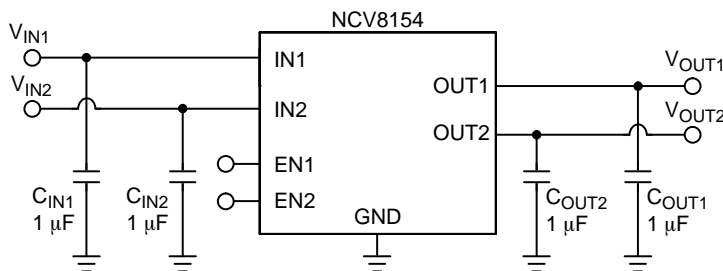 NCV8154
VIN1
VIN2
IN1
IN2
EN1
EN2
GND
OUT1
OUT2
VOUT1
VOUT2
CIN1
1 μF
CIN2
1 μF
COUT2
1 μF
COUT1
1 μF